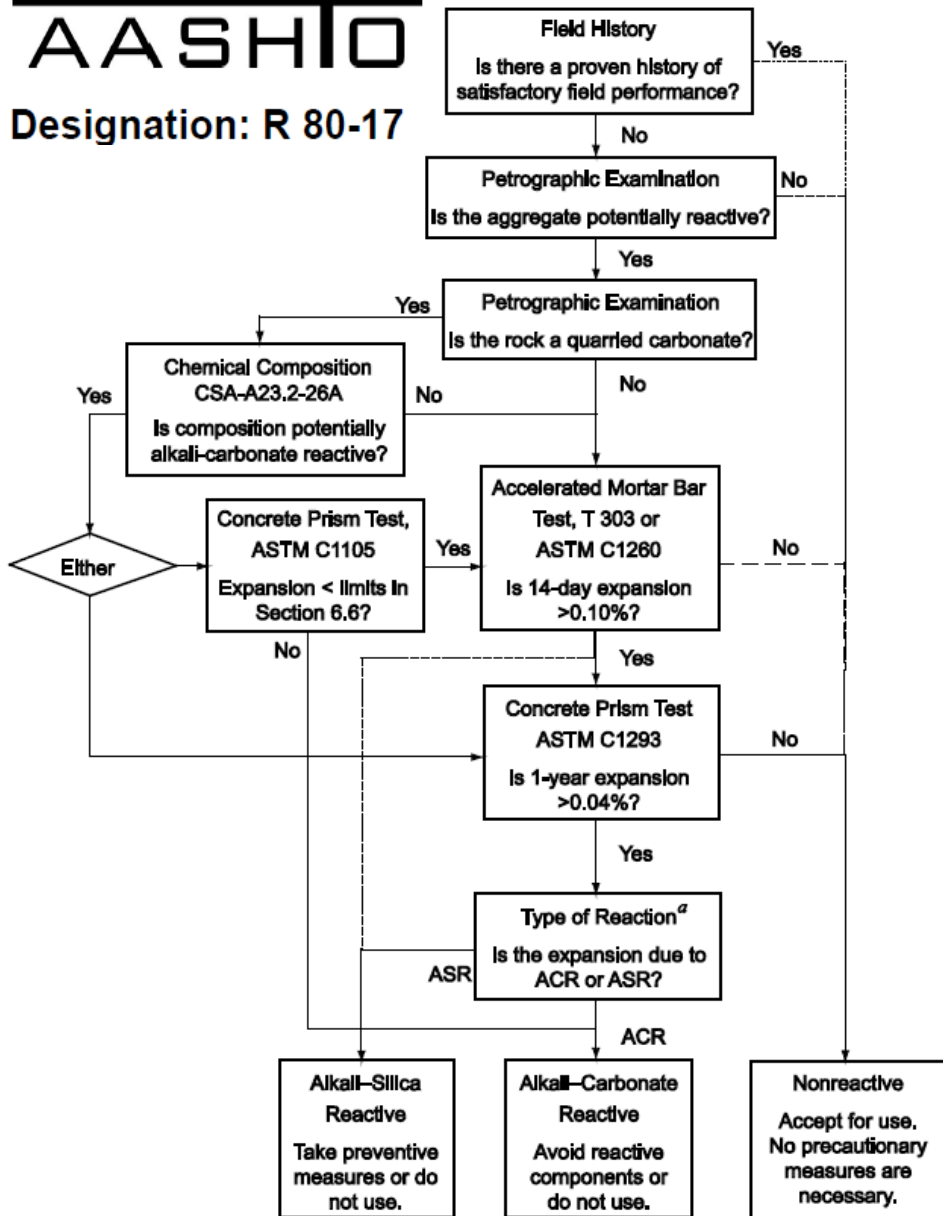 AASHTO
Designation: R 80-17
Field History
Is there a proven history of
satisfactory field performance?
Yes
No
Petrographic Examination
Is the aggregate potentially reactive?
No
Yes
Petrographic Examination
Is the rock a quarried carbonate?
Yes
No
Chemical Composition
CSA-A23.2-26A
Is composition potentially
alkali-carbonate reactive?
Yes
No
Either
Concrete Prism Test,
ASTM C1105
Expansion < limits in
Section 6.6?
Yes
No
Accelerated Mortar Bar
Test, T 303 or
ASTM C1260
Is 14-day expansion
>0.10%?
No
Yes
Concrete Prism Test
ASTM C1293
Is 1-year expansion
>0.04%?
No
Yes
Type of Reaction a
Is the expansion due to
ACR or ASR?
ASR
ACR
Alkali–Silica
Reactive
Take preventive
measures or do
not use.
Alkali–Carbonate
Reactive
Avoid reactive
components or
do not use.
Nonreactive
Accept for use.
No precautionary
measures are
necessary.